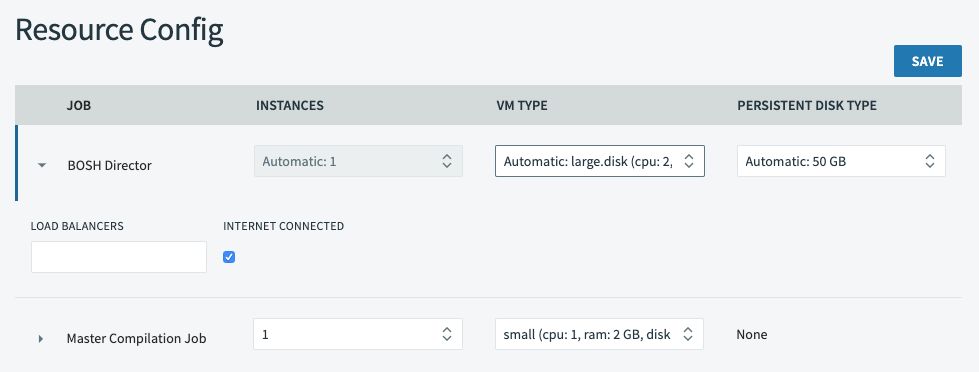 Resource Config
SAVE
JOB INSTANCES VM TYPE PERSISTENT DISK TYPE
BOSH Director Automatic: 1 Automatic: large.disk (cpu: 2, Automatic: 50 GB
LOAD BALANCERS INTERNET CONNECTED
Master Compilation Job 1 small (cpu: 1, ram: 2 GB, disk None